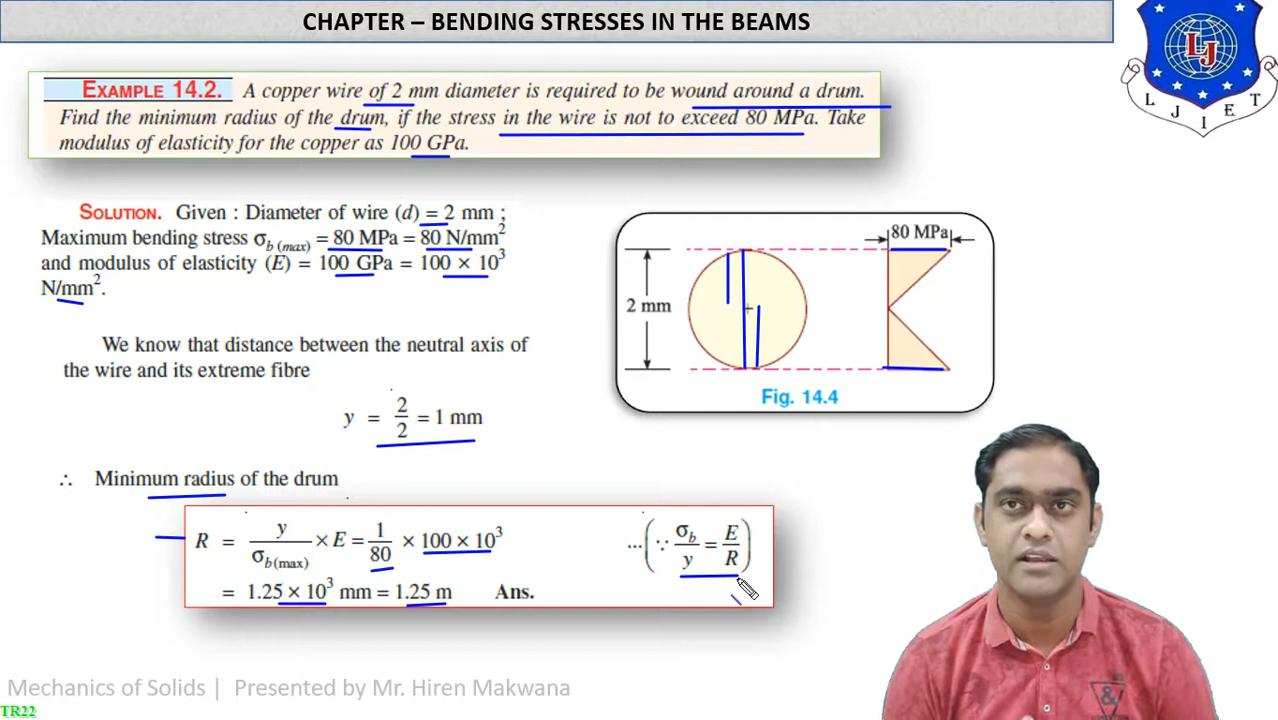 CHAPTER – BENDING STRESSES IN THE BEAMS
LJ
L J I E T
EXAMPLE 14.2. A copper wire of 2 mm diameter is required to be wound around a drum.
Find the minimum radius of the drum, if the stress in the wire is not to exceed 80 MPa. Take
modulus of elasticity for the copper as 100 GPa.
SOLUTION. Given : Diameter of wire (d) = 2 mm ;
Maximum bending stress σb (max) = 80 MPa = 80 N/mm²
and modulus of elasticity (E) = 100 GPa = 100 × 10³
N/mm².
We know that distance between the neutral axis of
the wire and its extreme fibre
y = 2/2 = 1 mm
∴ Minimum radius of the drum
R = y/σb(max) × E = 1/80 × 100 × 10³ ...(∵ σb/y = E/R)
= 1.25 × 10³ mm = 1.25 m Ans.
80 MPa
2 mm
Fig. 14.4
&
Mechanics of Solids | Presented by Mr. Hiren Makwana
TR22